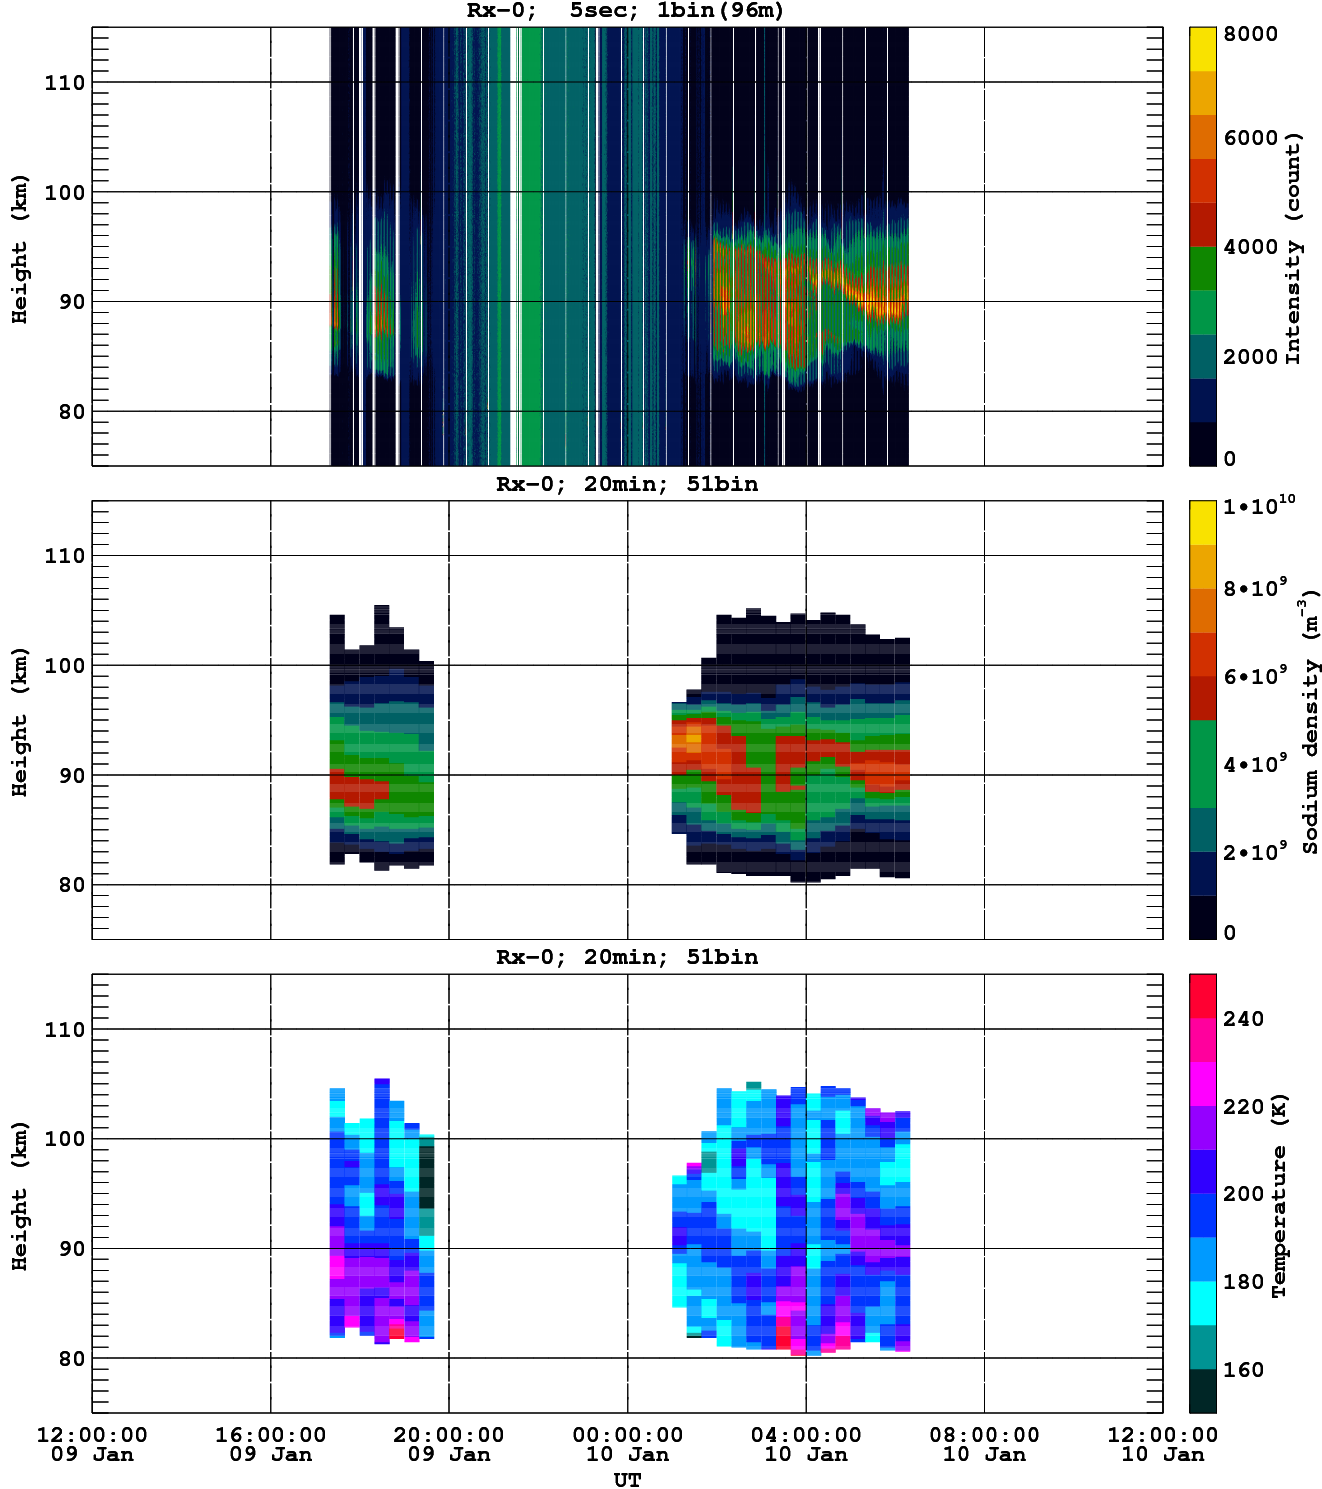 Rx-0;  5sec; 1bin(96m)
110
100
90
80
Height (km)
8000
6000
4000
2000
0
Intensity (count)
Rx-0; 20min; 51bin
110
100
90
80
Height (km)
1•10¹⁰
8•10⁹
6•10⁹
4•10⁹
2•10⁹
0
Sodium density (m⁻³)
Rx-0; 20min; 51bin
110
100
90
80
Height (km)
240
220
200
180
160
Temperature (K)
12:00:00 16:00:00 20:00:00 00:00:00 04:00:00 08:00:00 12:00:00
09 Jan 09 Jan 09 Jan 10 Jan 10 Jan 10 Jan 10 Jan
UT